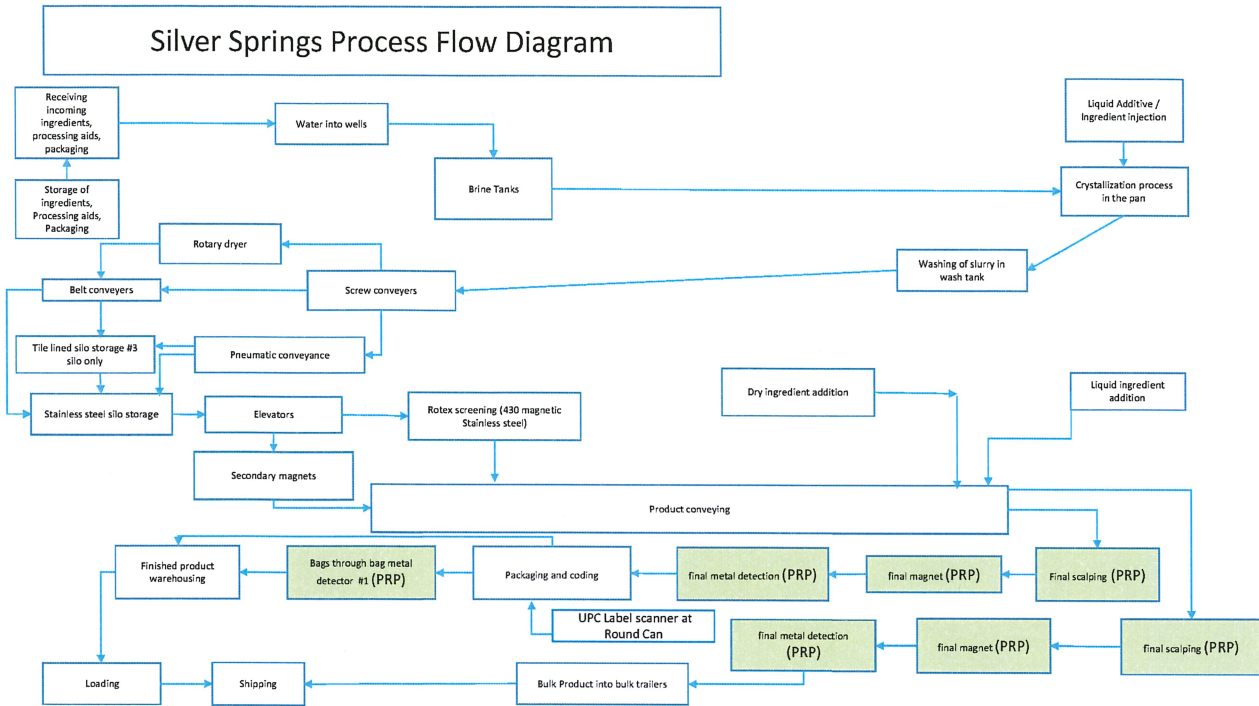 Silver Springs Process Flow Diagram
Receiving
incoming
ingredients,
processing aids,
packaging
Water into wells
Liquid Additive /
Ingredient injection
Storage of
ingredients,
Processing aids,
Packaging
Brine Tanks
Crystallization process
in the pan
Rotary dryer
Washing of slurry in
wash tank
Belt conveyers
Screw conveyers
Tile lined silo storage #3
silo only
Pneumatic conveyance
Stainless steel silo storage
Elevators
Rotex screening (430 magnetic
Stainless steel)
Dry ingredient addition
Liquid ingredient
addition
Secondary magnets
Product conveying
Finished product
warehousing
Bags through bag metal
detector #1 (PRP)
Packaging and coding
final metal detection (PRP)
final magnet (PRP)
Final scalping (PRP)
UPC Label scanner at
Round Can
final metal detection
(PRP)
final magnet (PRP)
final scalping (PRP)
Loading
Shipping
Bulk Product into bulk trailers